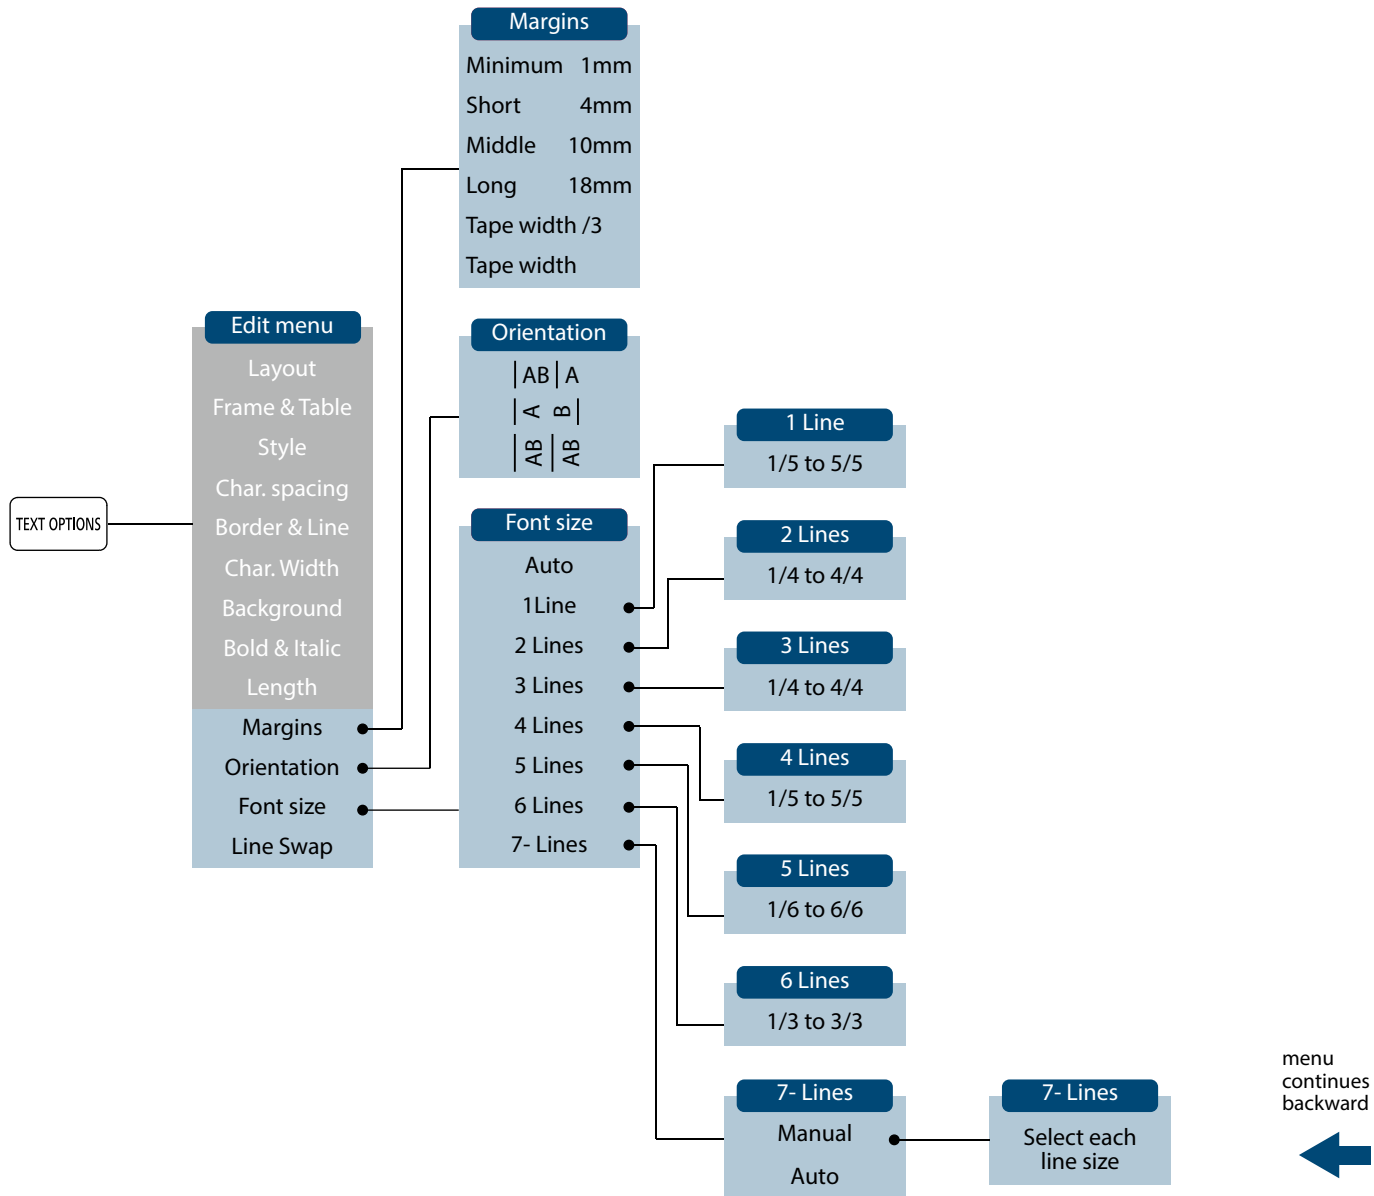 TEXT OPTIONS
Edit menu
Layout
Frame & Table
Style
Char. spacing
Border & Line
Char. Width
Background
Bold & Italic
Length
Margins
Orientation
Font size
Line Swap
Margins
Minimum 1mm
Short 4mm
Middle 10mm
Long 18mm
Tape width /3
Tape width
Orientation
AB A
A B
AB AB
Font size
Auto
1Line
2 Lines
3 Lines
4 Lines
5 Lines
6 Lines
7- Lines
1 Line
1/5 to 5/5
2 Lines
1/4 to 4/4
3 Lines
1/4 to 4/4
4 Lines
1/5 to 5/5
5 Lines
1/6 to 6/6
6 Lines
1/3 to 3/3
7- Lines
Manual
Auto
7- Lines
Select each
line size
menu
continues
backward